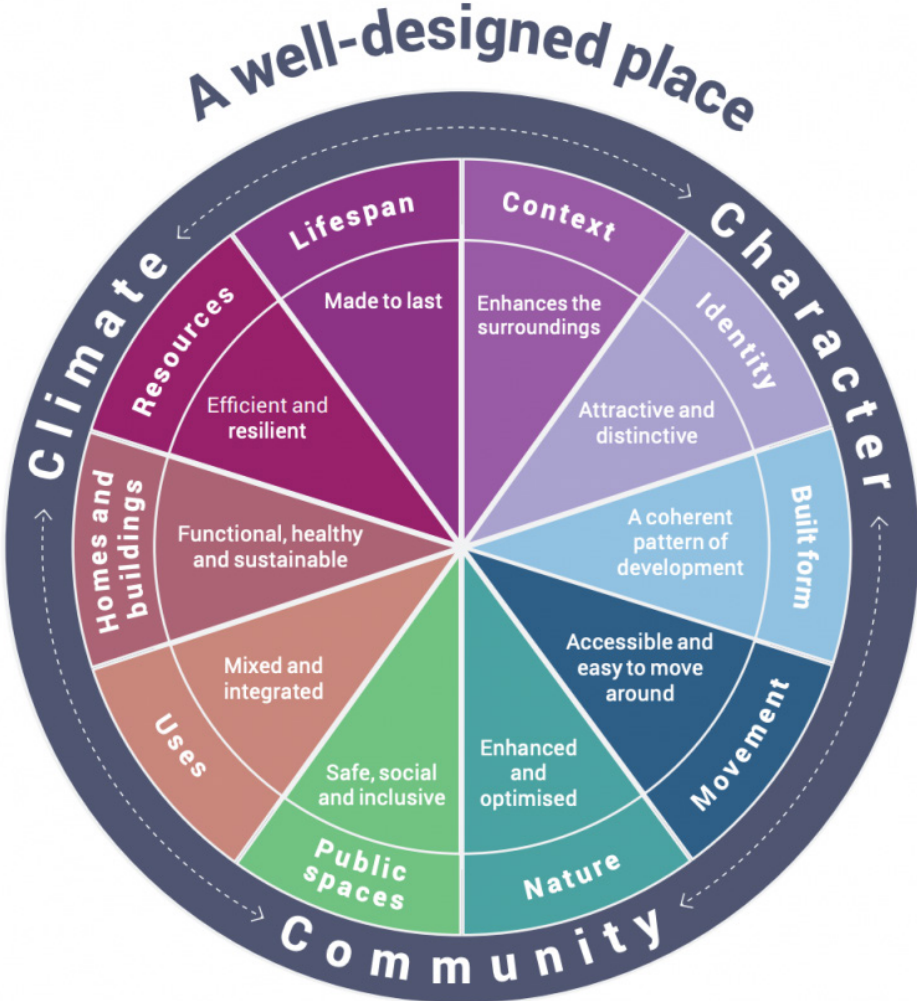 A well-designed place
Climate
Character
Community
Context
Enhances the
surroundings
Identity
Attractive and
distinctive
Built form
A coherent
pattern of
development
Movement
Accessible and
easy to move
around
Nature
Enhanced
and
optimised
Public
spaces
Safe, social
and inclusive
Uses
Mixed and
integrated
Homes and
buildings
Functional, healthy
and sustainable
Resources
Efficient and
resilient
Lifespan
Made to last